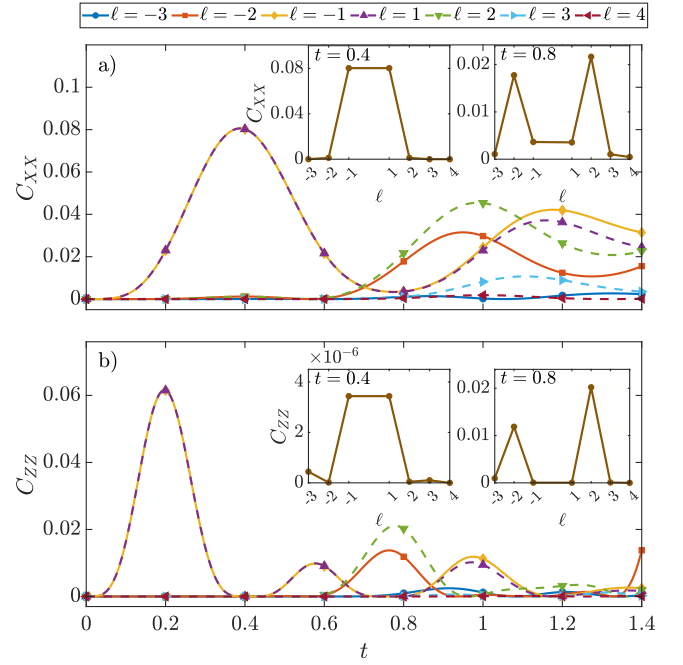 ℓ = −3 ℓ = −2 ℓ = −1 ℓ = 1 ℓ = 2 ℓ = 3 ℓ = 4
a)
C_XX
0.1
0.08
0.06
0.04
0.02
0
t = 0.4
C_XX
0.08
0.04
0
-3 -2 -1 1 2 3 4
ℓ
t = 0.8
0.02
0.01
0
-3 -2 -1 1 2 3 4
ℓ
b)
C_ZZ
0.06
0.04
0.02
0
×10⁻⁶
t = 0.4
C_ZZ
4
2
0
-3 -2 -1 1 2 3 4
ℓ
t = 0.8
0.02
0.01
0
-3 -2 -1 1 2 3 4
ℓ
0 0.2 0.4 0.6 0.8 1 1.2 1.4
t